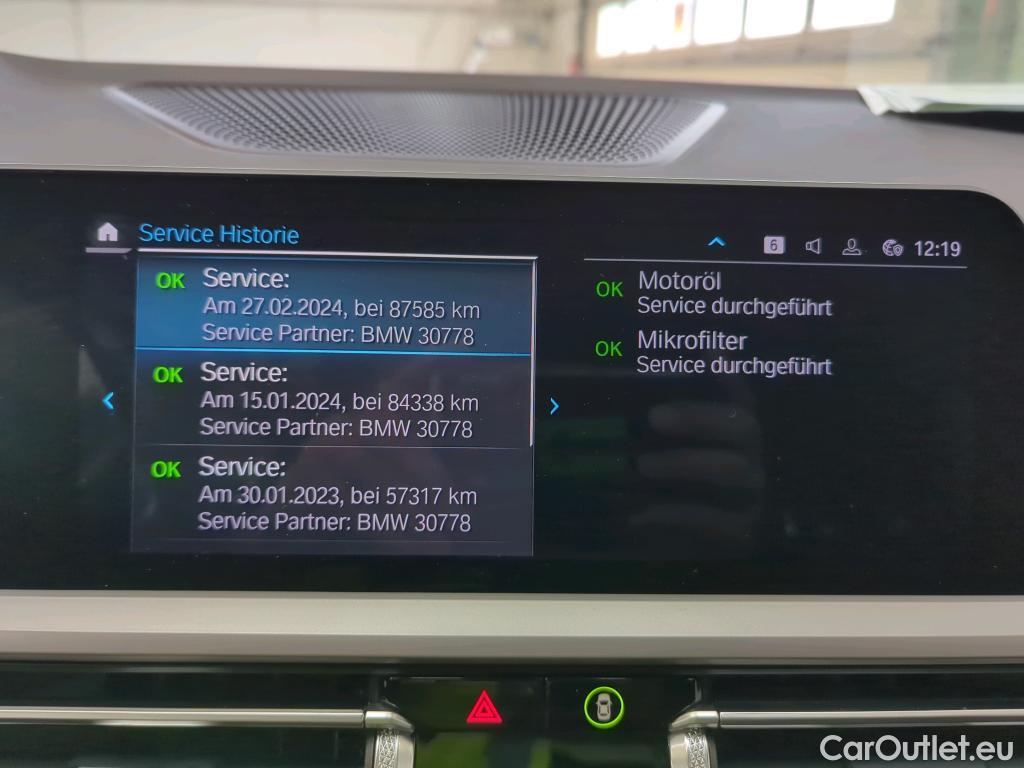 Service Historie
6
12:19
OK Service:
Am 27.02.2024, bei 87585 km
Service Partner: BMW 30778
OK Service:
Am 15.01.2024, bei 84338 km
Service Partner: BMW 30778
OK Service:
Am 30.01.2023, bei 57317 km
Service Partner: BMW 30778
OK Motoröl
Service durchgeführt
OK Mikrofilter
Service durchgeführt
CarOutlet.eu